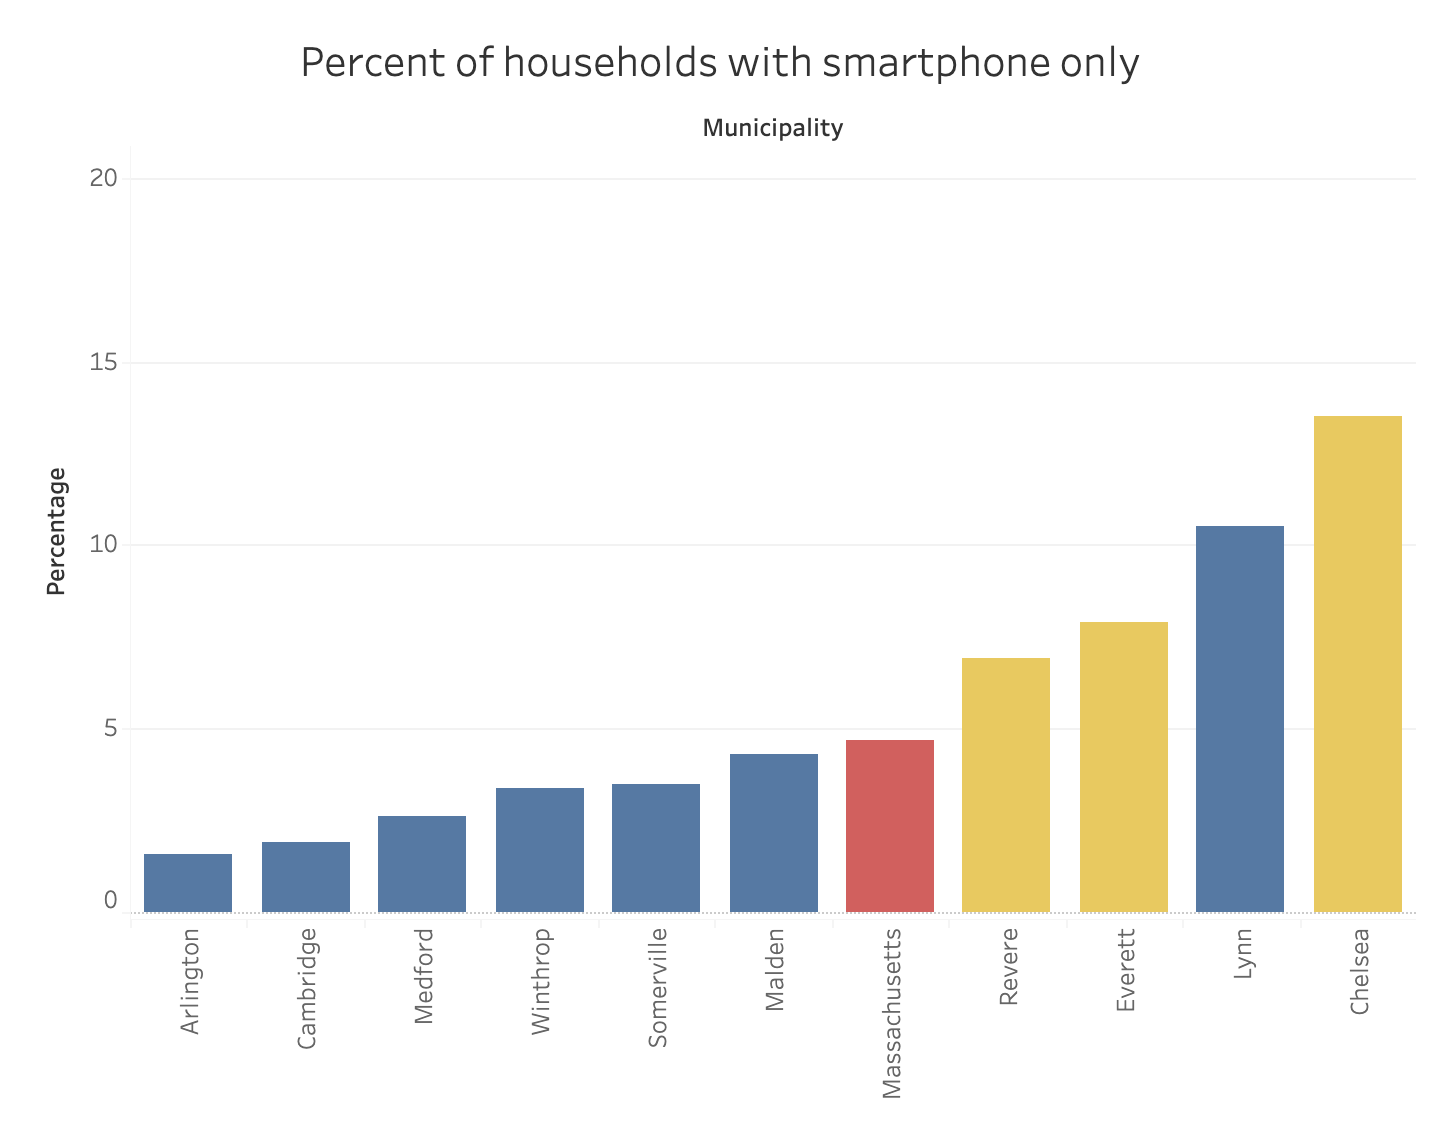 Percent of households with smartphone only
Municipality
20
15
10
5
0
Percentage
Arlington
Cambridge
Medford
Winthrop
Somerville
Malden
Massachusetts
Revere
Everett
Lynn
Chelsea